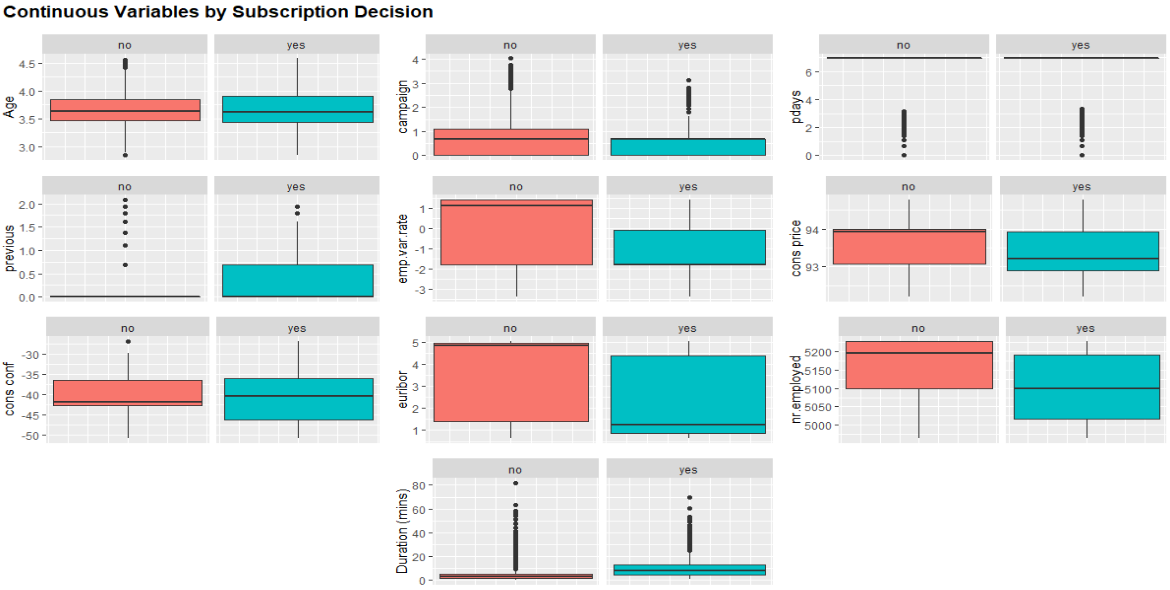 Continuous Variables by Subscription Decision
no yes
Age
4.5
4.0
3.5
3.0
no yes
campaign
4
3
2
1
0
no yes
pdays
6
4
2
0
no yes
previous
2.0
1.5
1.0
0.5
0.0
no yes
emp.var.rate
1
0
-1
-2
-3
no yes
cons price
94
93
no yes
cons conf
-30
-35
-40
-45
-50
no yes
euribor
5
4
3
2
1
no yes
nr.employed
5200
5150
5100
5050
5000
no yes
Duration (mins)
80
60
40
20
0